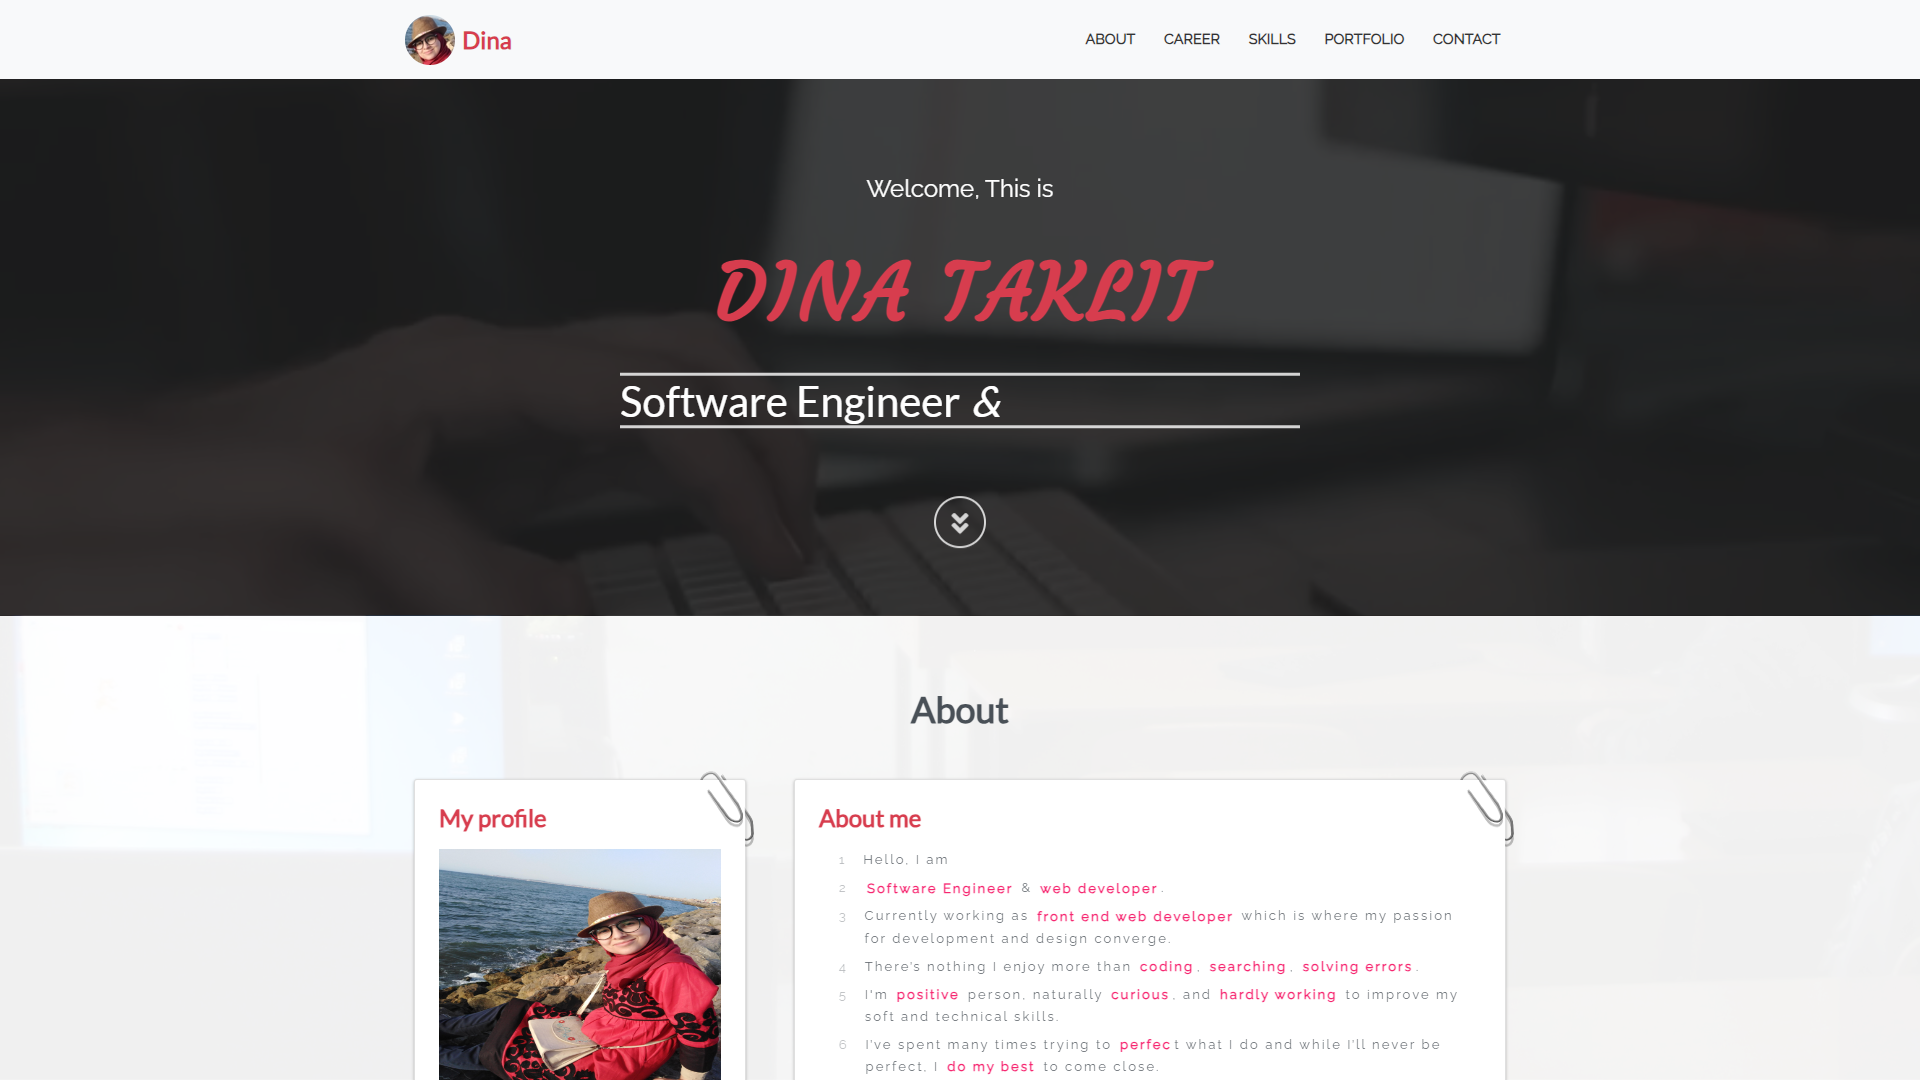 Dina
ABOUT CAREER SKILLS PORTFOLIO CONTACT
Welcome, This is
DINA TAKLIT
Software Engineer &
About
My profile
About me
1 Hello, I am
2 Software Engineer & web developer.
3 Currently working as front end web developer which is where my passion
for development and design converge.
4 There's nothing I enjoy more than coding, searching, solving errors.
5 I'm positive person, naturally curious, and hardly working to improve my
soft and technical skills.
6 I've spent many times trying to perfect what I do and while I'll never be
perfect, I do my best to come close.